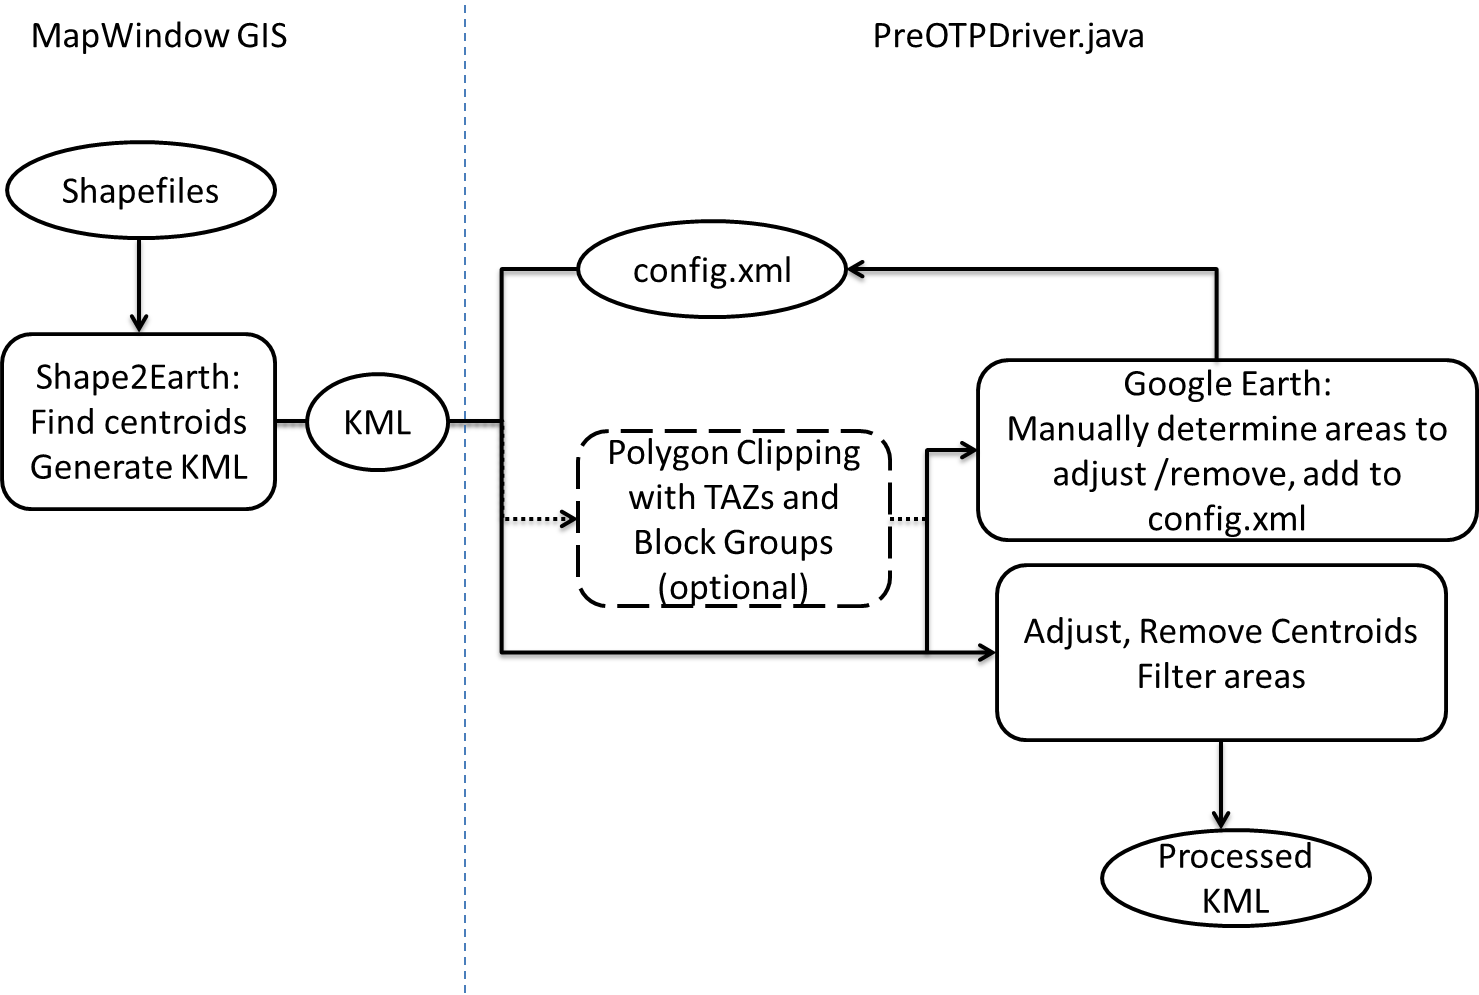 MapWindow GIS
PreOTPDriver.java
Shapefiles
config.xml
Shape2Earth:
Find centroids
Generate KML
KML
Polygon Clipping
with TAZs and
Block Groups
(optional)
Google Earth:
Manually determine areas to
adjust /remove, add to
config.xml
Adjust, Remove Centroids
Filter areas
Processed
KML